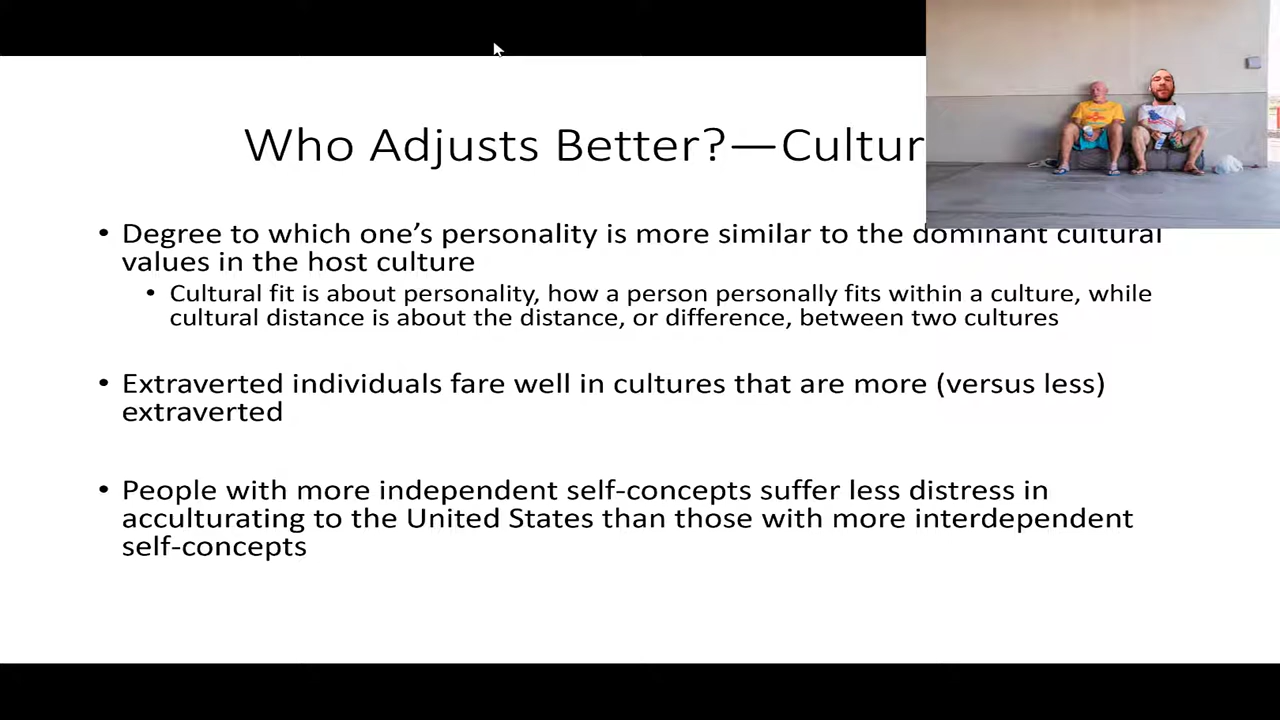 Who Adjusts Better?—Cultur
• Degree to which one’s personality is more similar to the dominant cultural
values in the host culture
• Cultural fit is about personality, how a person personally fits within a culture, while
cultural distance is about the distance, or difference, between two cultures
• Extraverted individuals fare well in cultures that are more (versus less)
extraverted
• People with more independent self-concepts suffer less distress in
acculturating to the United States than those with more interdependent
self-concepts